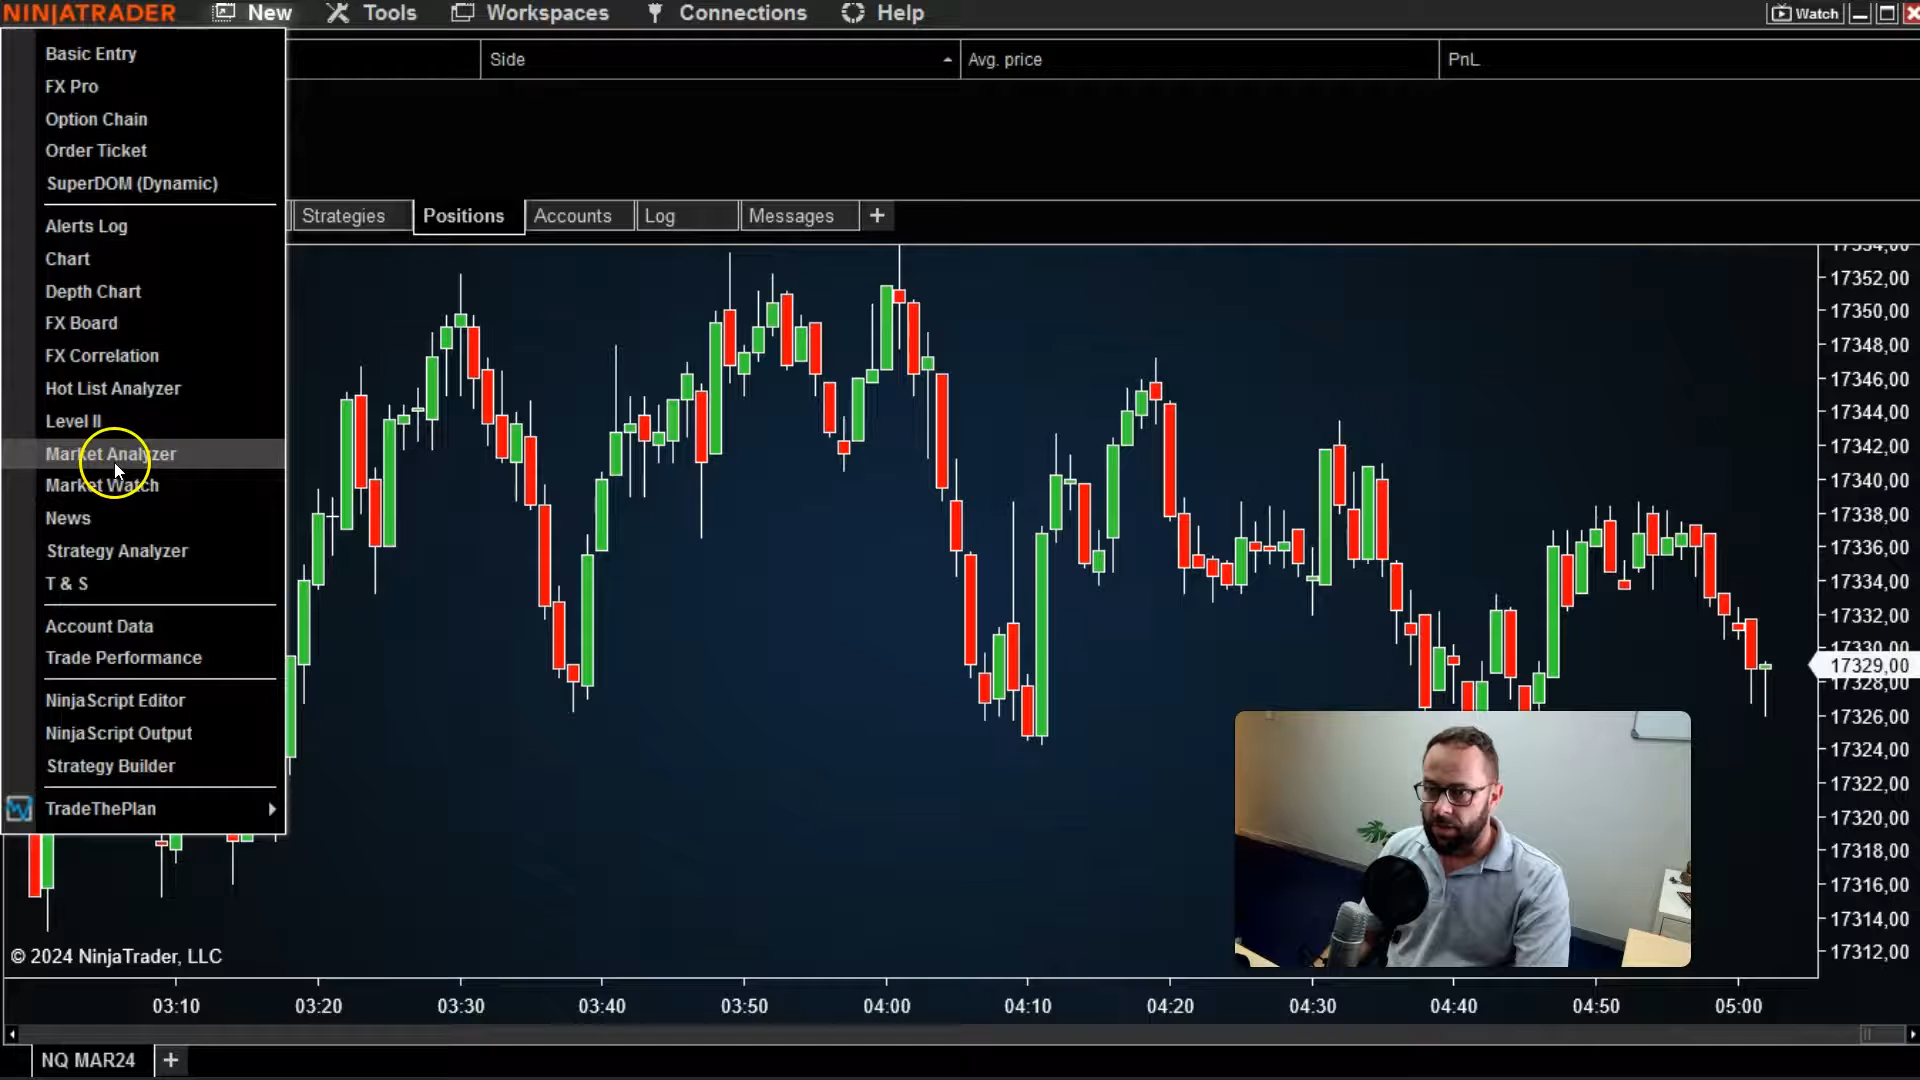 NINJATRADER New Tools Workspaces Connections Help Watch
Side Avg. price PnL
Basic Entry
FX Pro
Option Chain
Order Ticket
SuperDOM (Dynamic)
Alerts Log
Chart
Depth Chart
FX Board
FX Correlation
Hot List Analyzer
Level II
Market Analyzer
Market Watch
News
Strategy Analyzer
T & S
Account Data
Trade Performance
NinjaScript Editor
NinjaScript Output
Strategy Builder
TradeThePlan
Strategies Positions Accounts Log Messages +
17354,00
17352,00
17350,00
17348,00
17346,00
17344,00
17342,00
17340,00
17338,00
17336,00
17334,00
17332,00
17330,00
17329,00
17328,00
17326,00
17324,00
17322,00
17320,00
17318,00
17316,00
17314,00
17312,00
© 2024 NinjaTrader, LLC
03:10 03:20 03:30 03:40 03:50 04:00 04:10 04:20 04:30 04:40 04:50 05:00
NQ MAR24 +